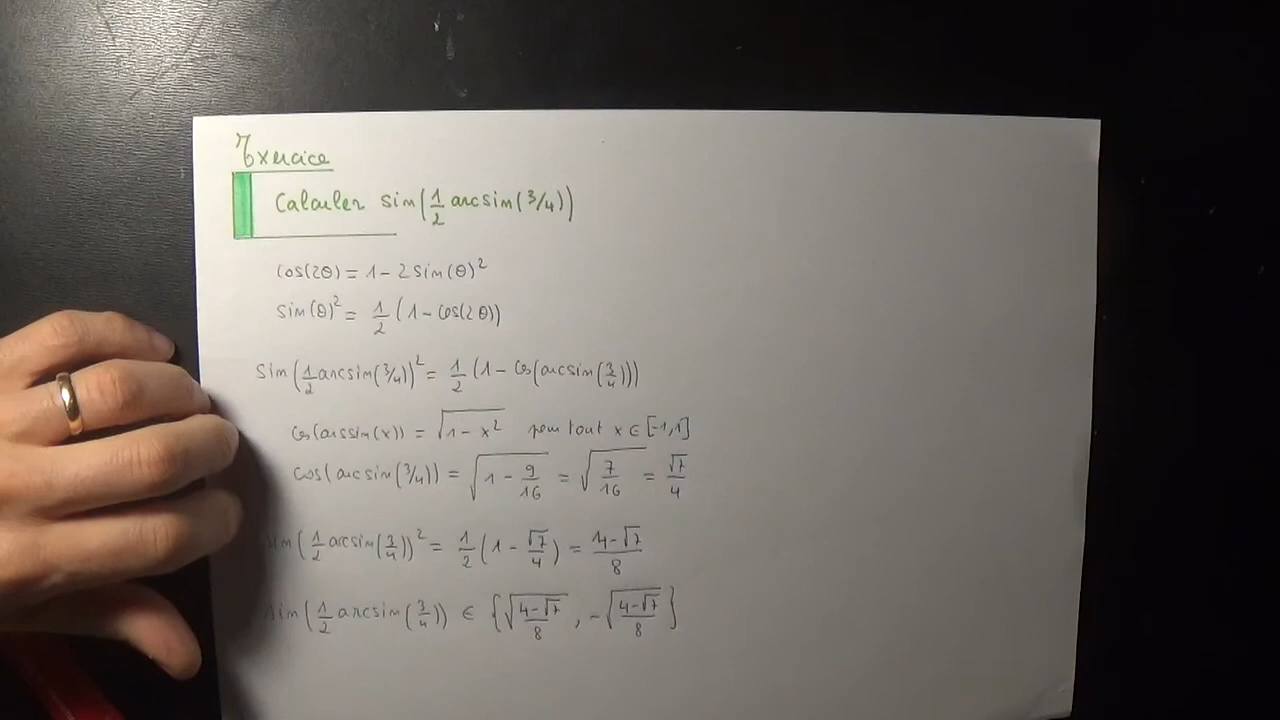 Exercice
Calculer sin(1/2 arcsin(3/4))
cos(2θ) = 1 - 2 sin(θ)²
sin(θ)² = 1/2 (1 - cos(2θ))
sin(1/2 arcsin(3/4))² = 1/2 (1 - cos(arcsin(3/4)))
cos(arcsin(x)) = √(1 - x²) pour tout x ∈ [-1,1]
cos(arcsin(3/4)) = √(1 - 9/16) = √(7/16) = √7/4
sin(1/2 arcsin(3/4))² = 1/2 (1 - √7/4) = (4-√7)/8
sin(1/2 arcsin(3/4)) ∈ {√((4-√7)/8), -√((4-√7)/8)}